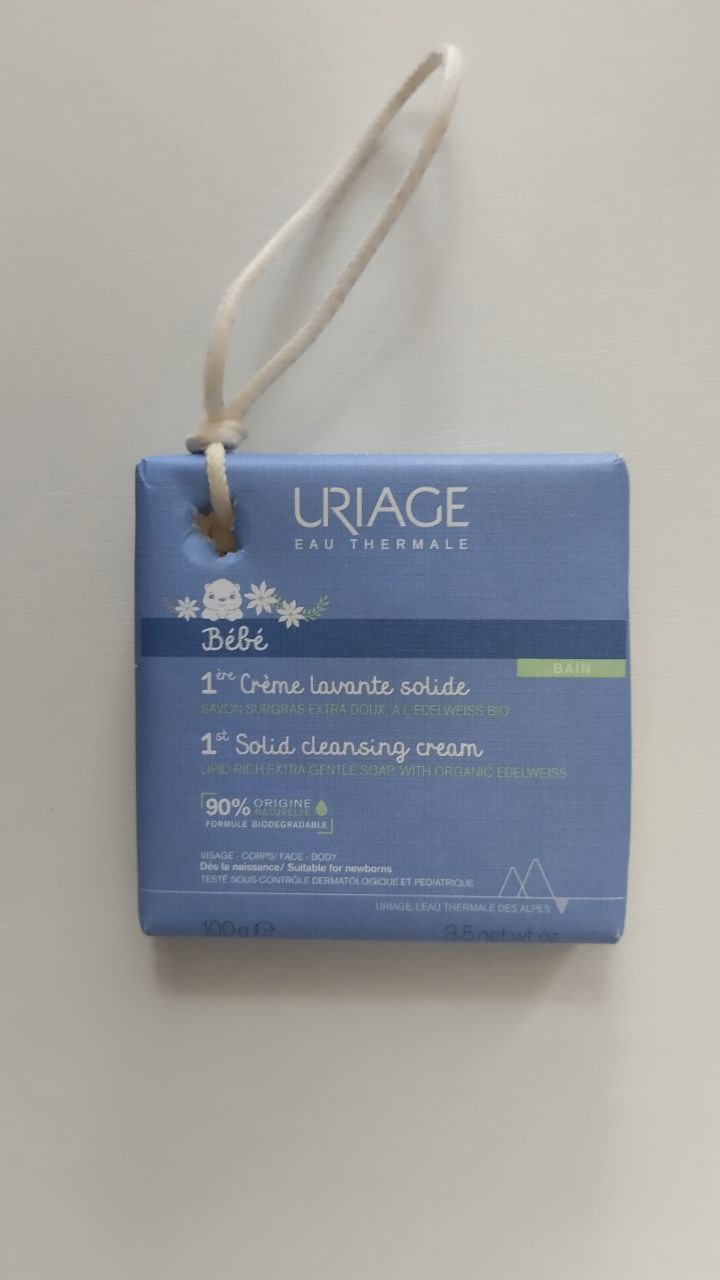 URIAGE
EAU THERMALE
Bébé
BAIN
1ère Crème lavante solide
SAVON SURGRAS EXTRA DOUX, À L'EDELWEISS BIO
1st Solid cleansing cream
LIPID-RICH EXTRA GENTLE SOAP, WITH ORGANIC EDELWEISS
90% ORIGINE NATURELLE
FORMULE BIODEGRADABLE
VISAGE - CORPS/ FACE - BODY
Dès la naissance/ Suitable for newborns
TESTÉ SOUS CONTRÔLE DERMATOLOGIQUE ET PÉDIATRIQUE
URIAGE, L'EAU THERMALE DES ALPES
100g ℮ 3.5 net wt. oz